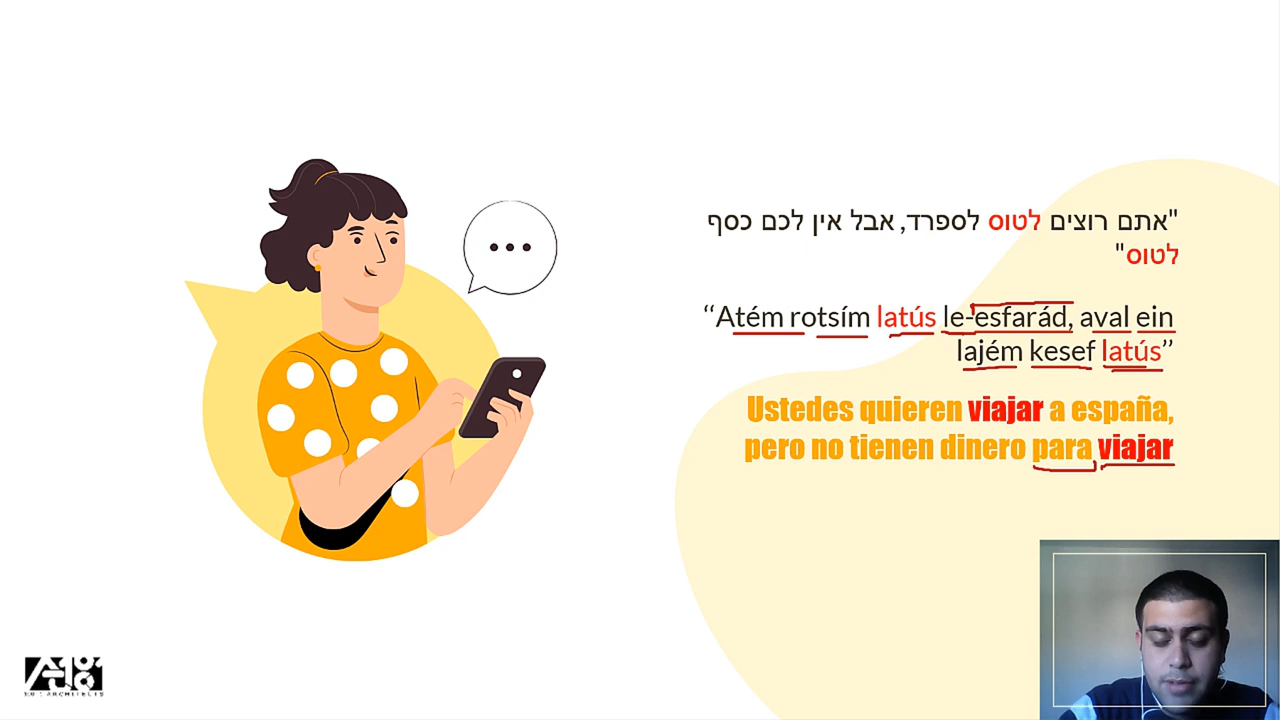 "אתם רוצים לטוס לספרד, אבל אין לכם כסף
לטוס"
“Atém rotsím latús le-esfarád, aval ein
lajém kesef latús”
Ustedes quieren viajar a españa,
pero no tienen dinero para viajar